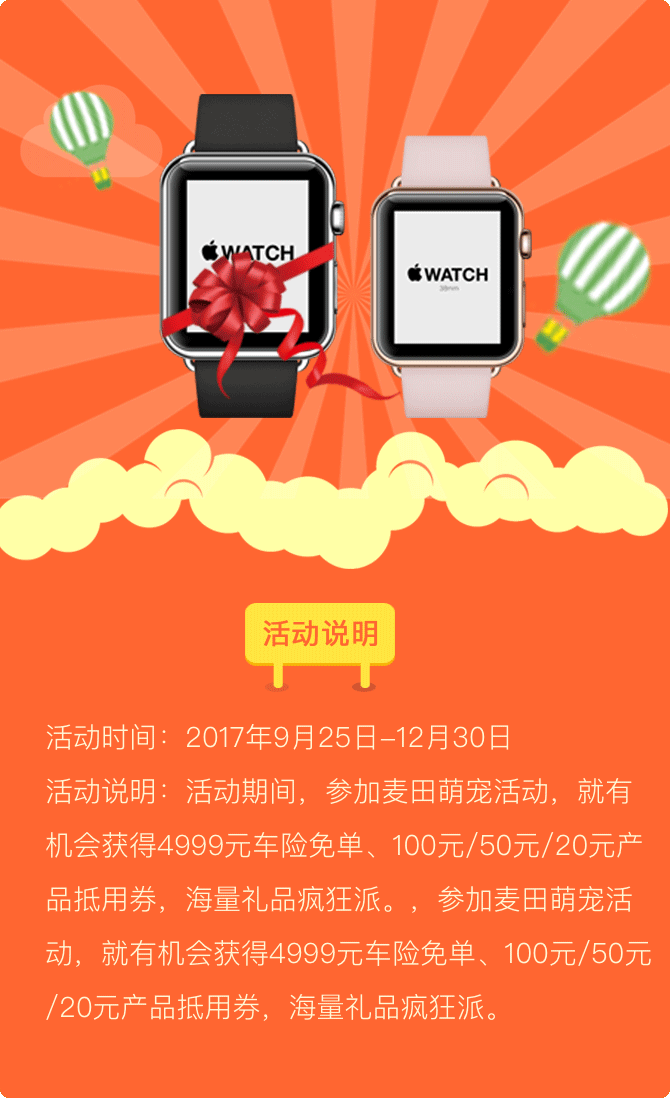 WATCH
WATCH
38mm
活动说明
活动时间：2017年9月25日-12月30日
活动说明：活动期间，参加麦田萌宠活动，就有
机会获得4999元车险免单、100元/50元/20元产
品抵用券，海量礼品疯狂派。，参加麦田萌宠活
动，就有机会获得4999元车险免单、100元/50元
/20元产品抵用券，海量礼品疯狂派。